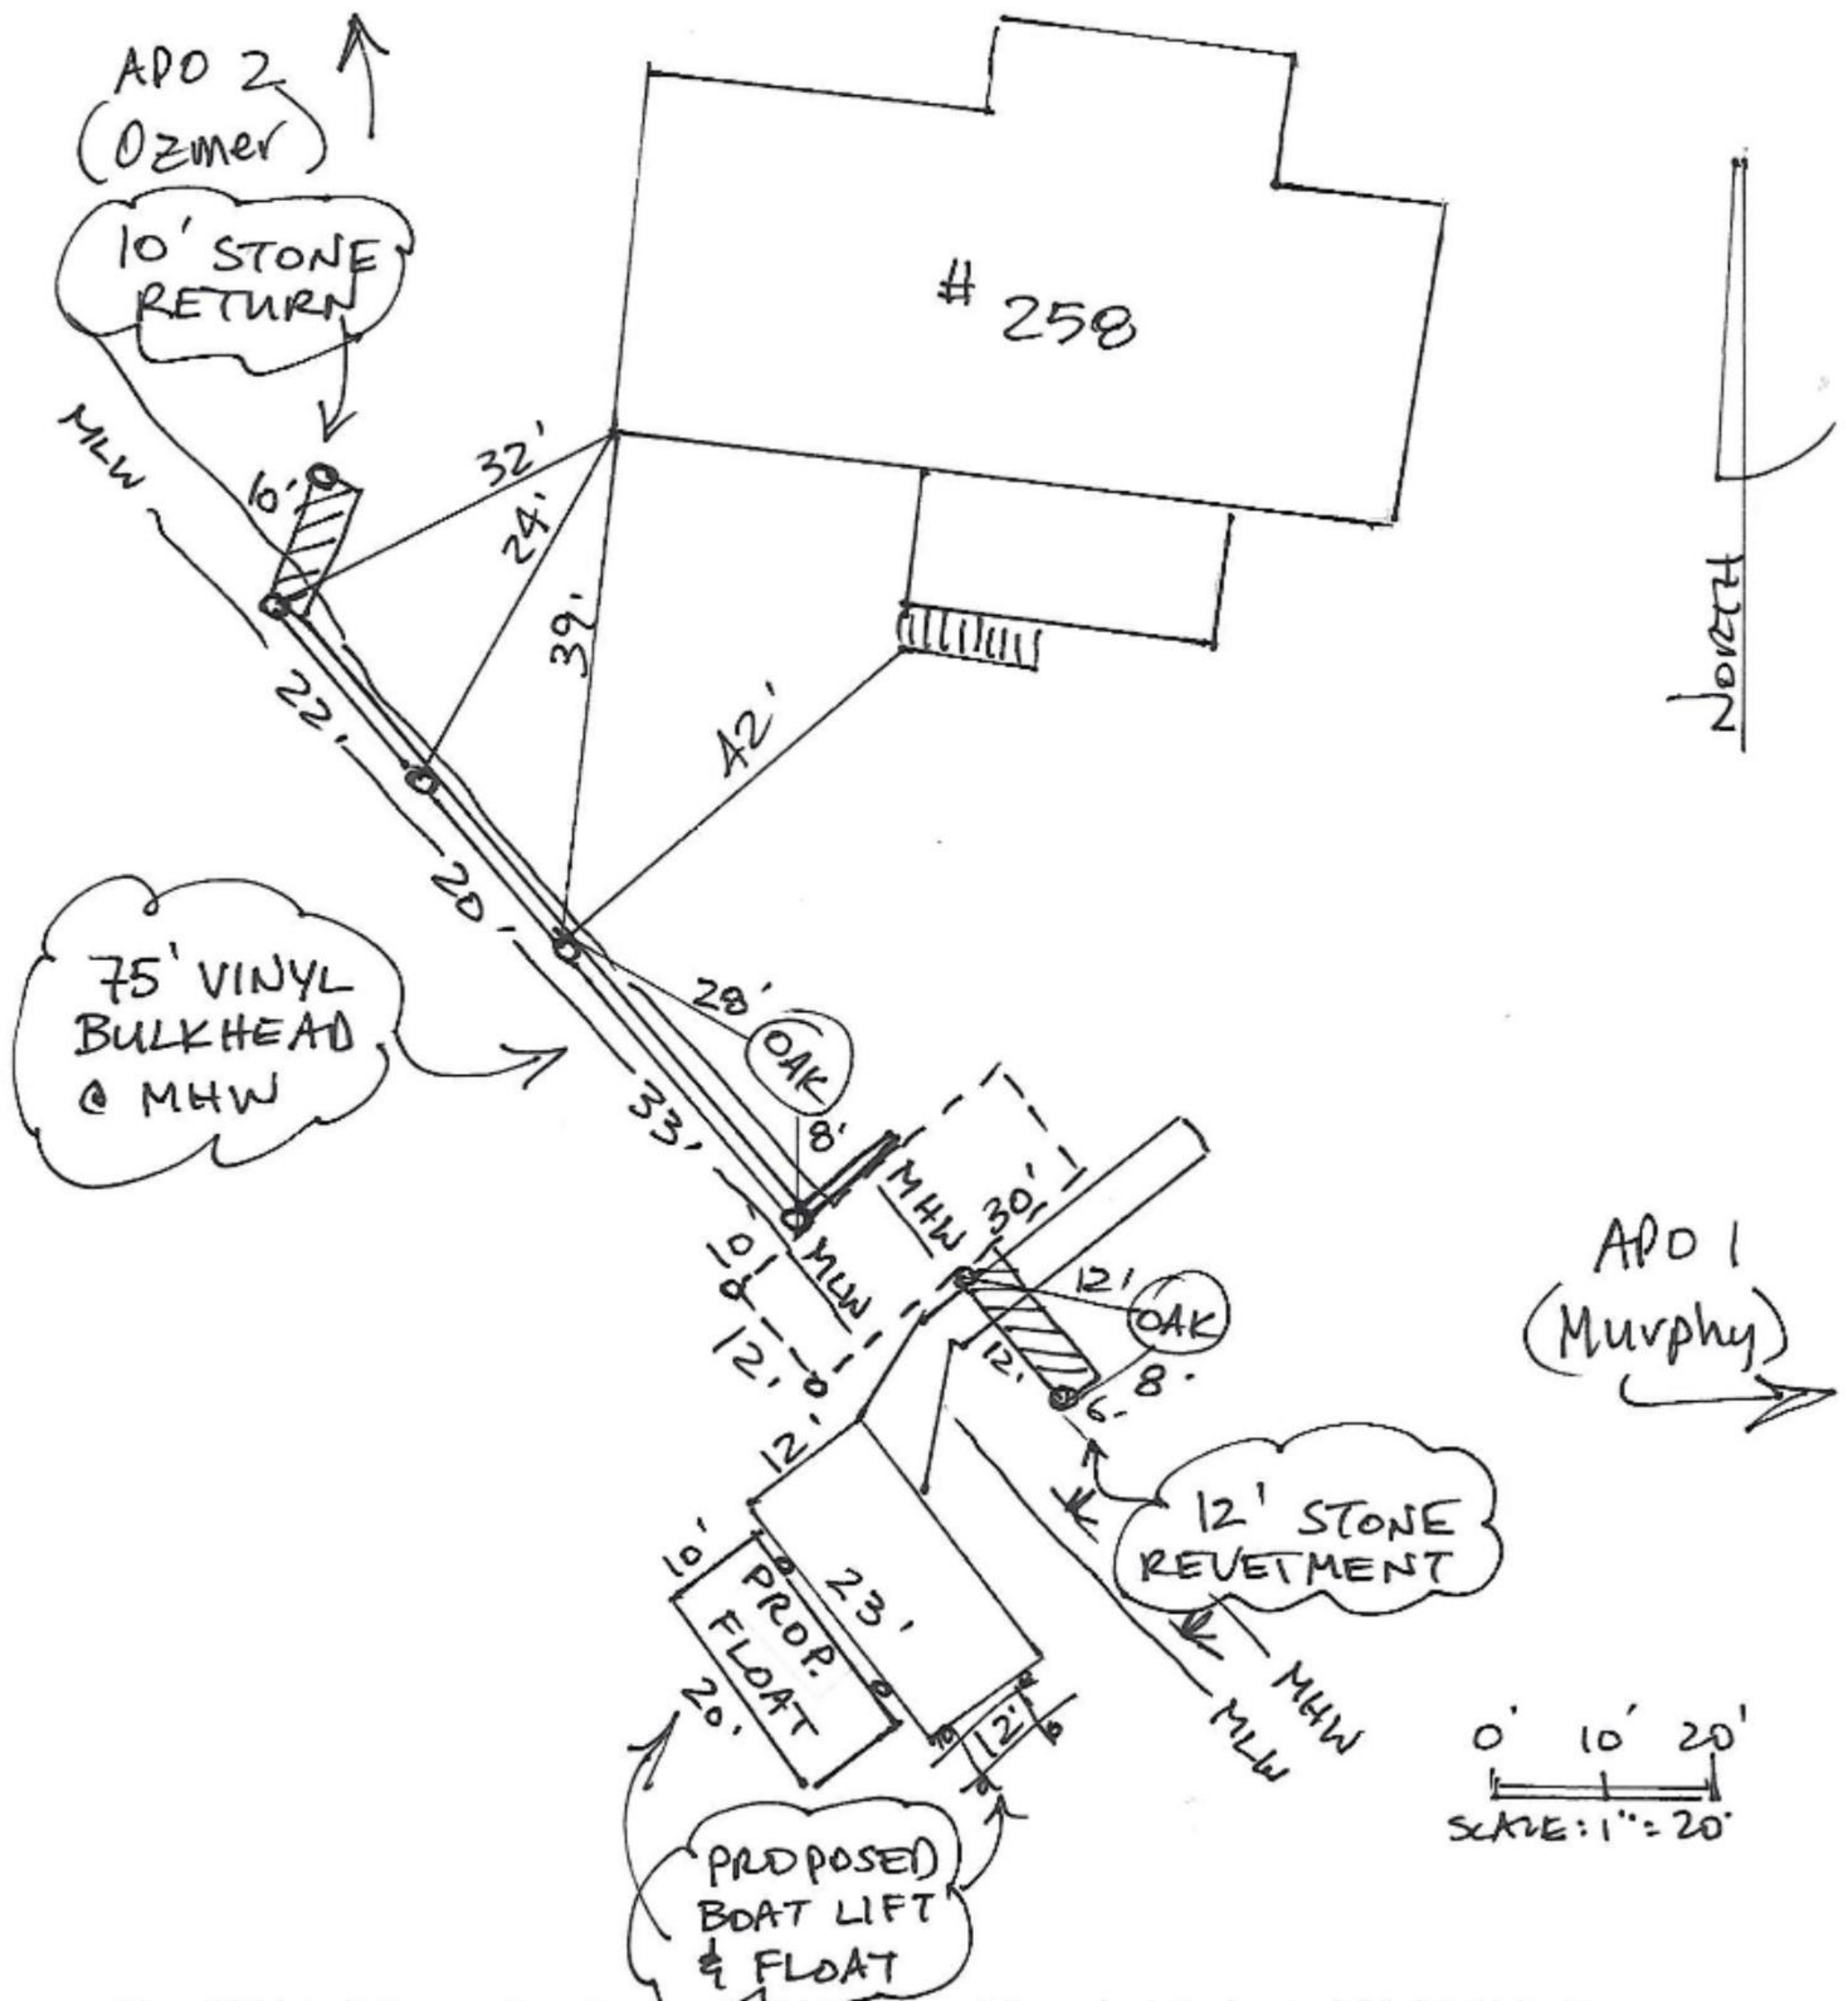 APO 2
(Ozmer)
10' STONE
RETURN
# 258
MLW
10'
32'
24'
39'
42'
NORTH
22'
20'
75' VINYL
BULKHEAD
@ MHW
28'
OAK
33'
8'
MHW
30'
10'
MLW
12'
12'
OAK
12'
8'
6'
APO 1
(Murphy)
12'
10'
PROP.
FLOAT
23'
20'
12'
12' STONE
REVETMENT
MHW
MLW
0' 10' 20'
SCALE: 1" = 20'
PROPOSED
BOAT LIFT
& FLOAT